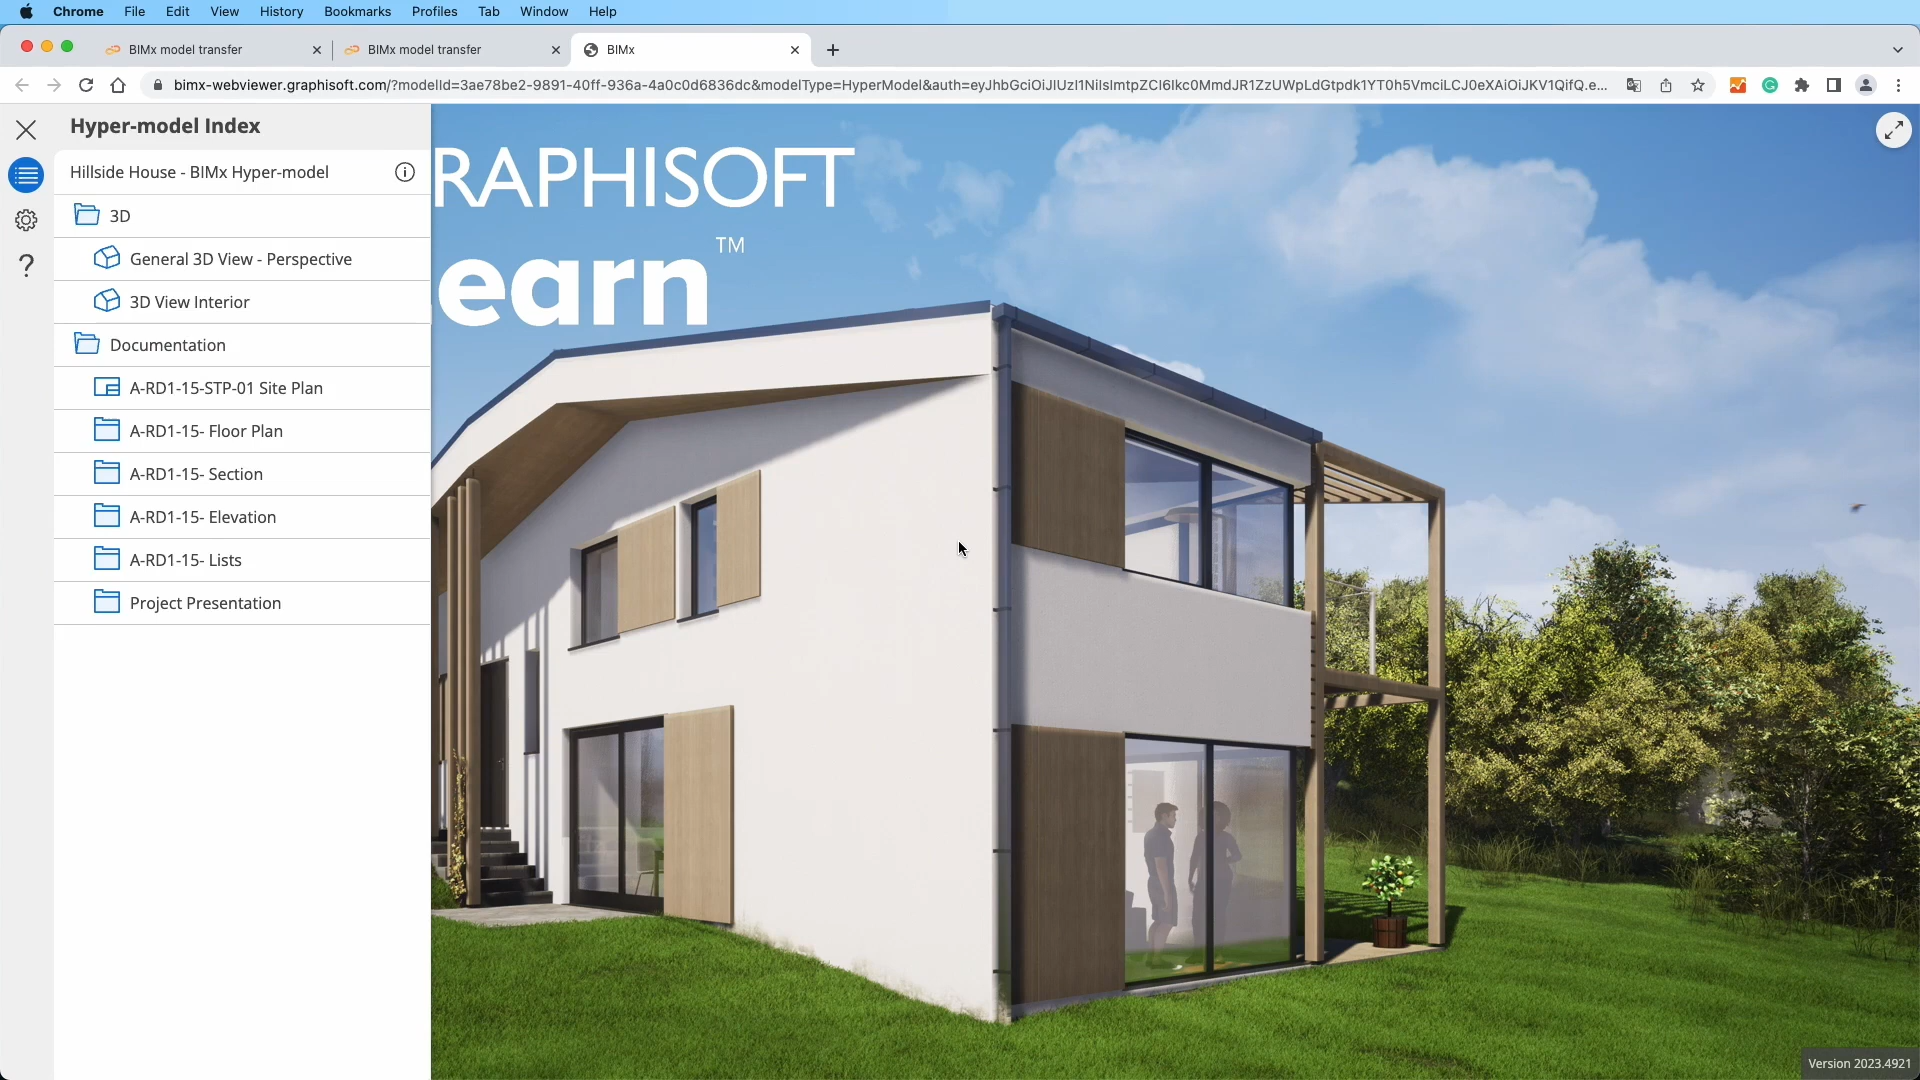 Chrome File Edit View History Bookmarks Profiles Tab Window Help
BIMx model transfer BIMx model transfer BIMx
bimx-webviewer.graphisoft.com/?modelId=3ae78be2-9891-40ff-936a-4a0c0d6836dc&modelType=HyperModel&auth=eyJhbGciOiJIUzI1NiIsImtpZCI6Ikc0MmdJR1ZzUWpLdGtpdk1YT0h5VmciLCJ0eXAiOiJKV1QifQ.e...
Hyper-model Index
Hillside House - BIMx Hyper-model
3D
General 3D View - Perspective
3D View Interior
Documentation
A-RD1-15-STP-01 Site Plan
A-RD1-15- Floor Plan
A-RD1-15- Section
A-RD1-15- Elevation
A-RD1-15- Lists
Project Presentation
RAPHISOFT
earn™
Version 2023.4921